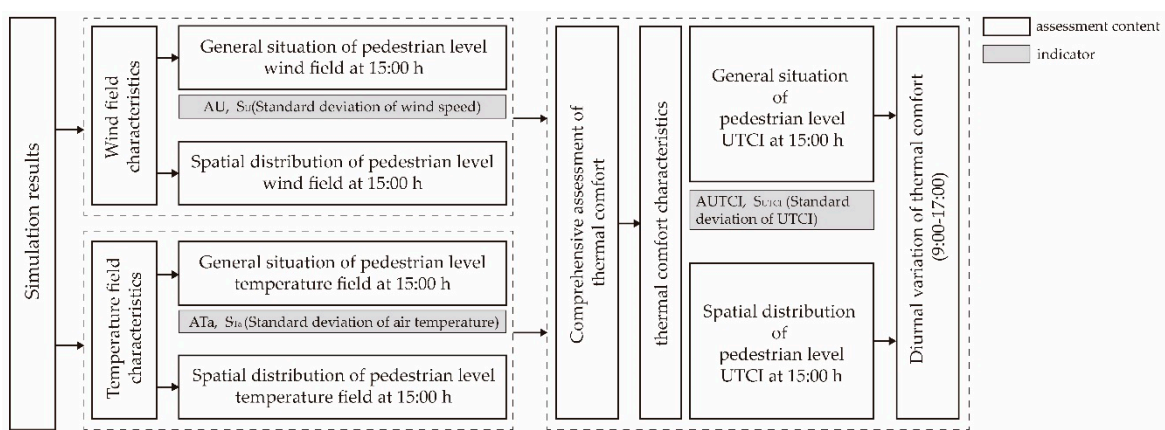 Simulation results
Wind field
characteristics
General situation of pedestrian level
wind field at 15:00 h
AU, SU(Standard deviation of wind speed)
Spatial distribution of pedestrian level
wind field at 15:00 h
Temperature field
characteristics
General situation of pedestrian level
temperature field at 15:00 h
ATa, STa (Standard deviation of air temperature)
Spatial distribution of pedestrian level
temperature field at 15:00 h
Comprehensive assessment of
thermal comfort
thermal comfort characteristics
General situation
of
pedestrian level
UTCI at 15:00 h
AUTCI, SUTCI (Standard
deviation of UTCI)
Spatial distribution
of
pedestrian level
UTCI at 15:00 h
Diurnal variation of thermal comfort
(9:00-17:00)
assessment content
indicator